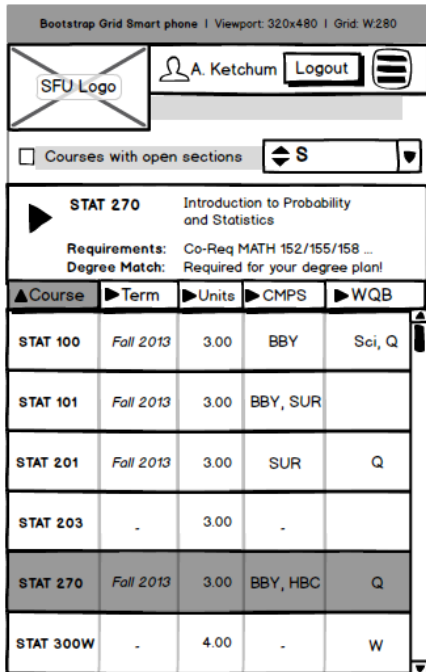 Bootstrap Grid Smart phone | Viewport: 320x480 | Grid: W:280
SFU Logo
A. Ketchum Logout
Courses with open sections S
STAT 270 Introduction to Probability
and Statistics
Requirements: Co-Req MATH 152/155/158 ...
Degree Match: Required for your degree plan!
Course Term Units CMPS WQB
STAT 100 Fall 2013 3.00 BBY Sci, Q
STAT 101 Fall 2013 3.00 BBY, SUR
STAT 201 Fall 2013 3.00 SUR Q
STAT 203 - 3.00 -
STAT 270 Fall 2013 3.00 BBY, HBC Q
STAT 300W - 4.00 - W